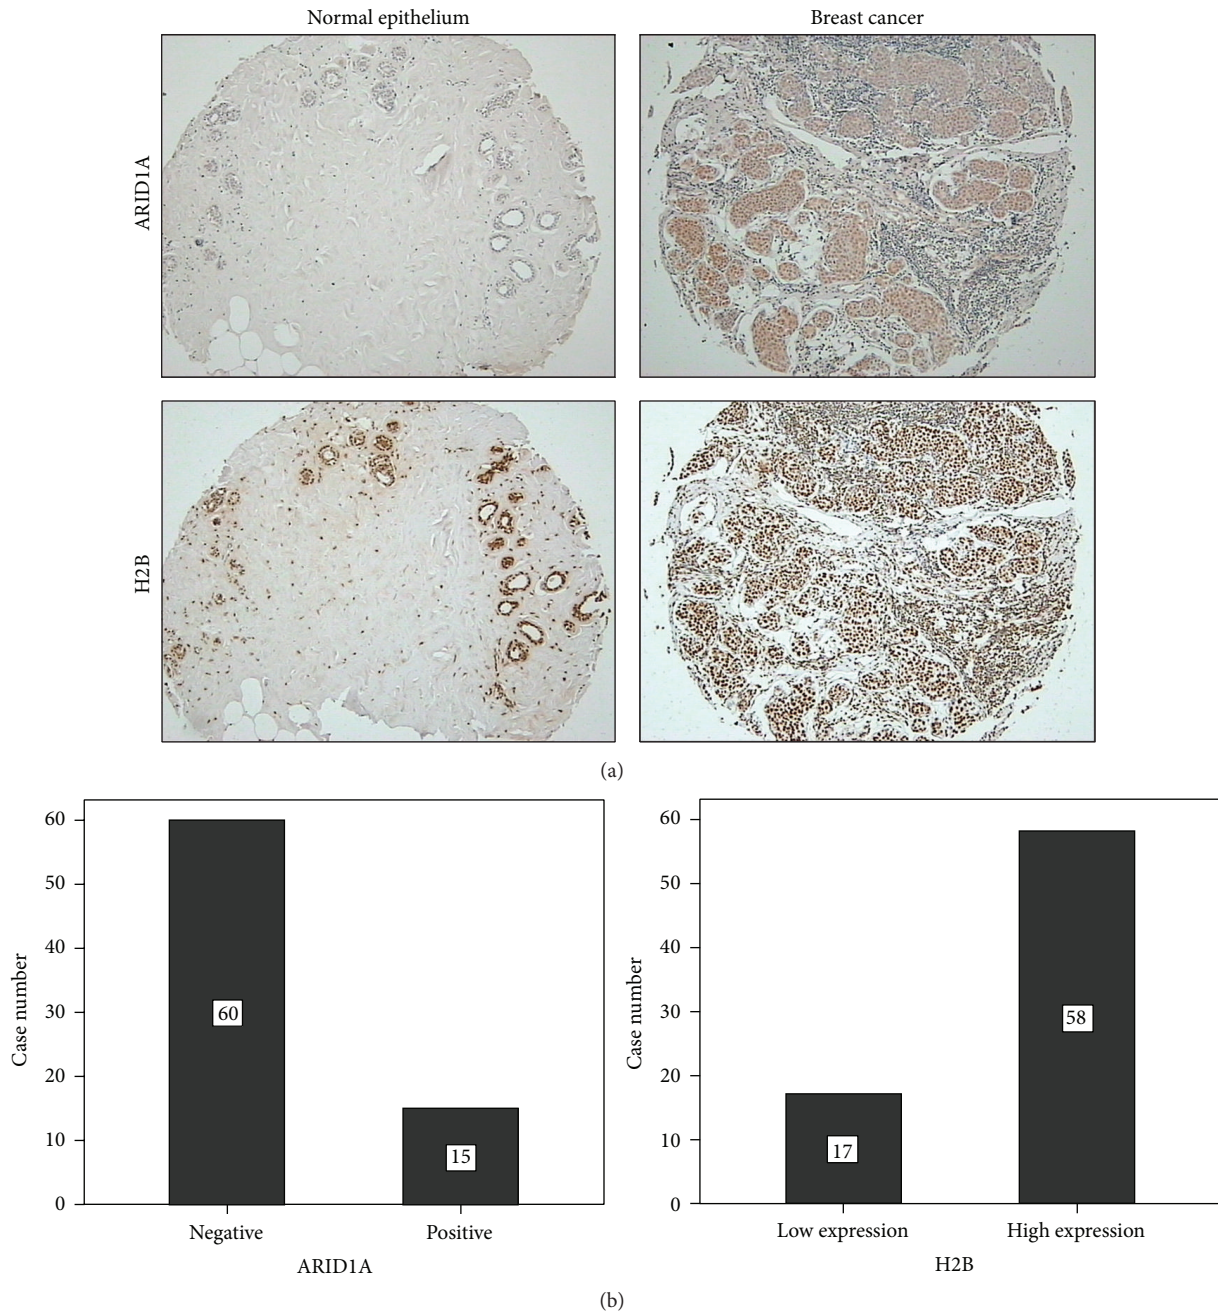 Normal epithelium
Breast cancer
ARID1A
H2B
(a)
60
50
40
30
20
10
0
Case number
60
15
Negative
Positive
ARID1A
60
50
40
30
20
10
0
Case number
17
58
Low expression
High expression
H2B
(b)